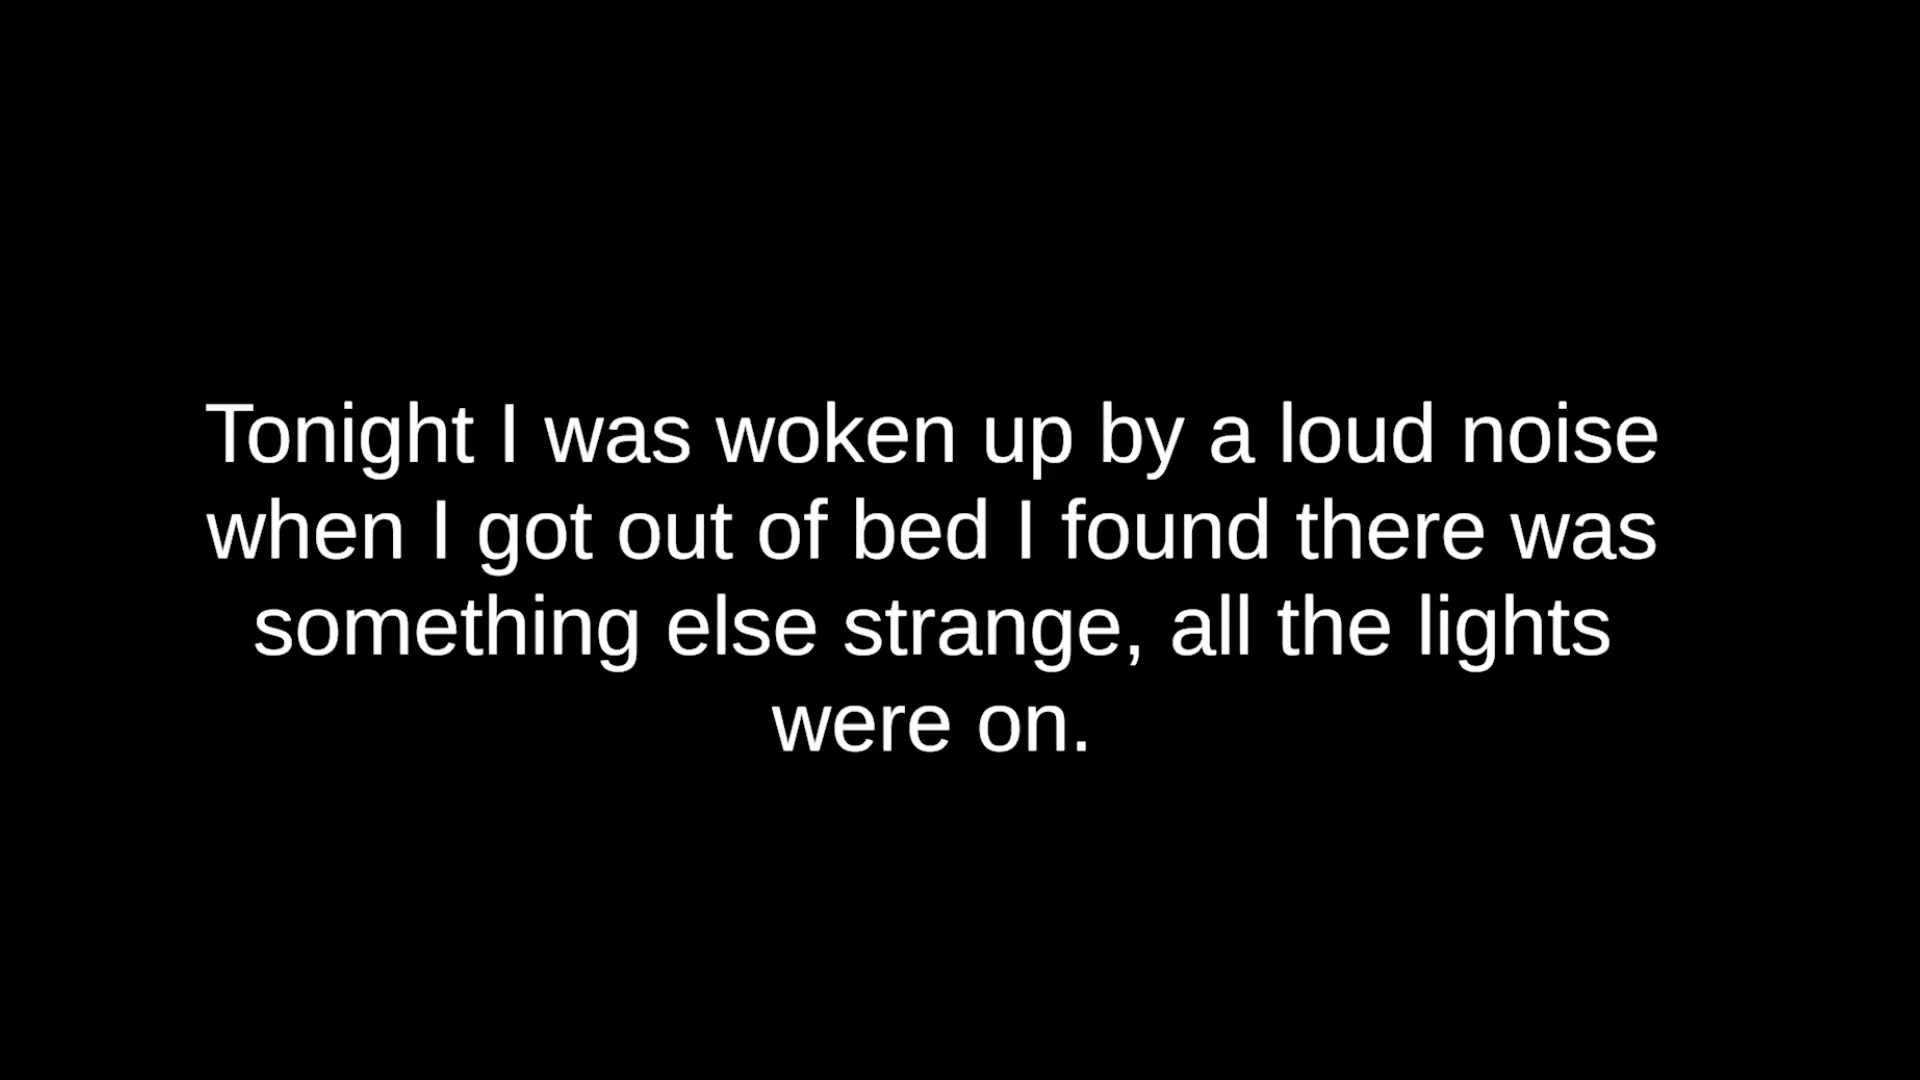 Tonight I was woken up by a loud noise
when I got out of bed I found there was
something else strange, all the lights
were on.